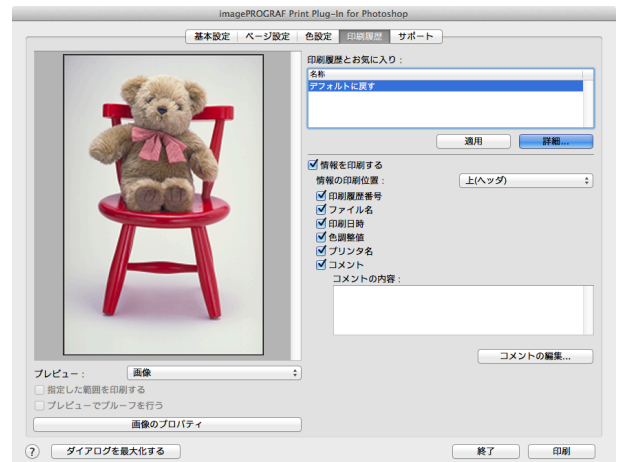 imagePROGRAF Print Plug-In for Photoshop
基本設定 ページ設定 色設定 印刷履歴 サポート
印刷履歴とお気に入り：
名称
デフォルトに戻す
適用 詳細...
情報を印刷する
情報の印刷位置： 上(ヘッダ)
印刷履歴番号
ファイル名
印刷日時
色調整値
プリンタ名
コメント
コメントの内容：
コメントの編集...
プレビュー： 画像
指定した範囲を印刷する
プレビューでプルーフを行う
画像のプロパティ
? ダイアログを最大化する 終了 印刷